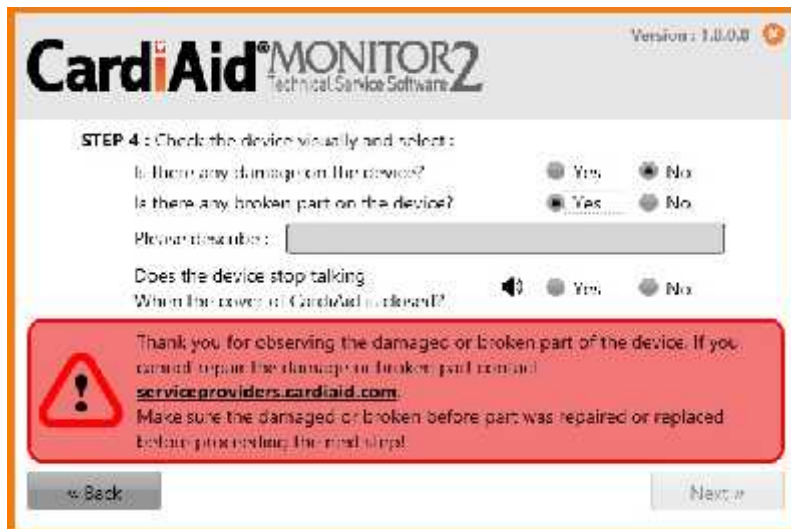 CardiAid® MONITOR2
Technical Service Software
Version : 1.0.0.0
STEP 4 : Check the device visually and select :
Is there any damage on the device? Yes No
Is there any broken part on the device? Yes No
Please describe :
Does the device stop talking
When the cover of CardiAid is closed? Yes No
Thank you for observing the damaged or broken part of the device. If you
cannot repair the damage or broken part contact
serviceproviders.cardiaid.com.
Make sure the damaged or broken before part was repaired or replaced
before proceeding the next step!
« Back
Next »